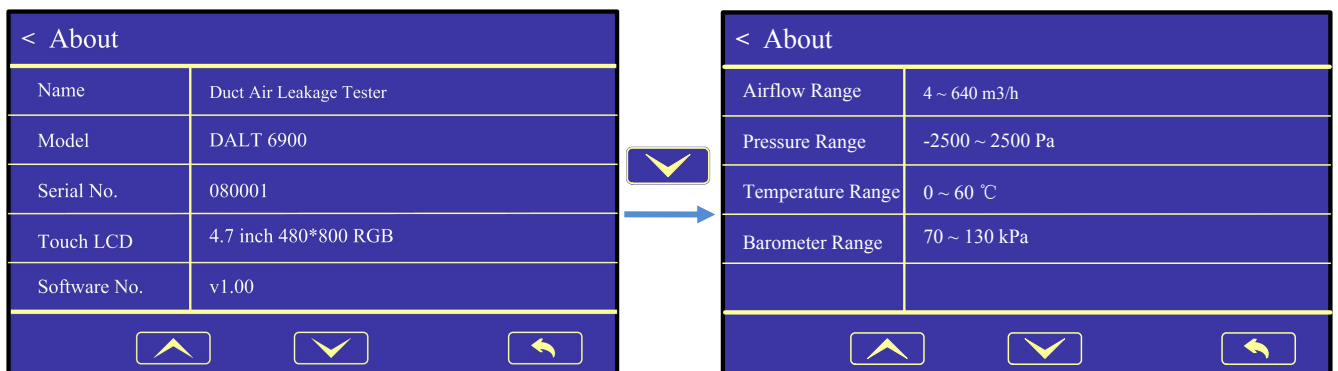 < About
Name Duct Air Leakage Tester
Model DALT 6900
Serial No. 080001
Touch LCD 4.7 inch 480*800 RGB
Software No. v1.00
< About
Airflow Range 4 ~ 640 m3/h
Pressure Range -2500 ~ 2500 Pa
Temperature Range 0 ~ 60 ℃
Barometer Range 70 ~ 130 kPa